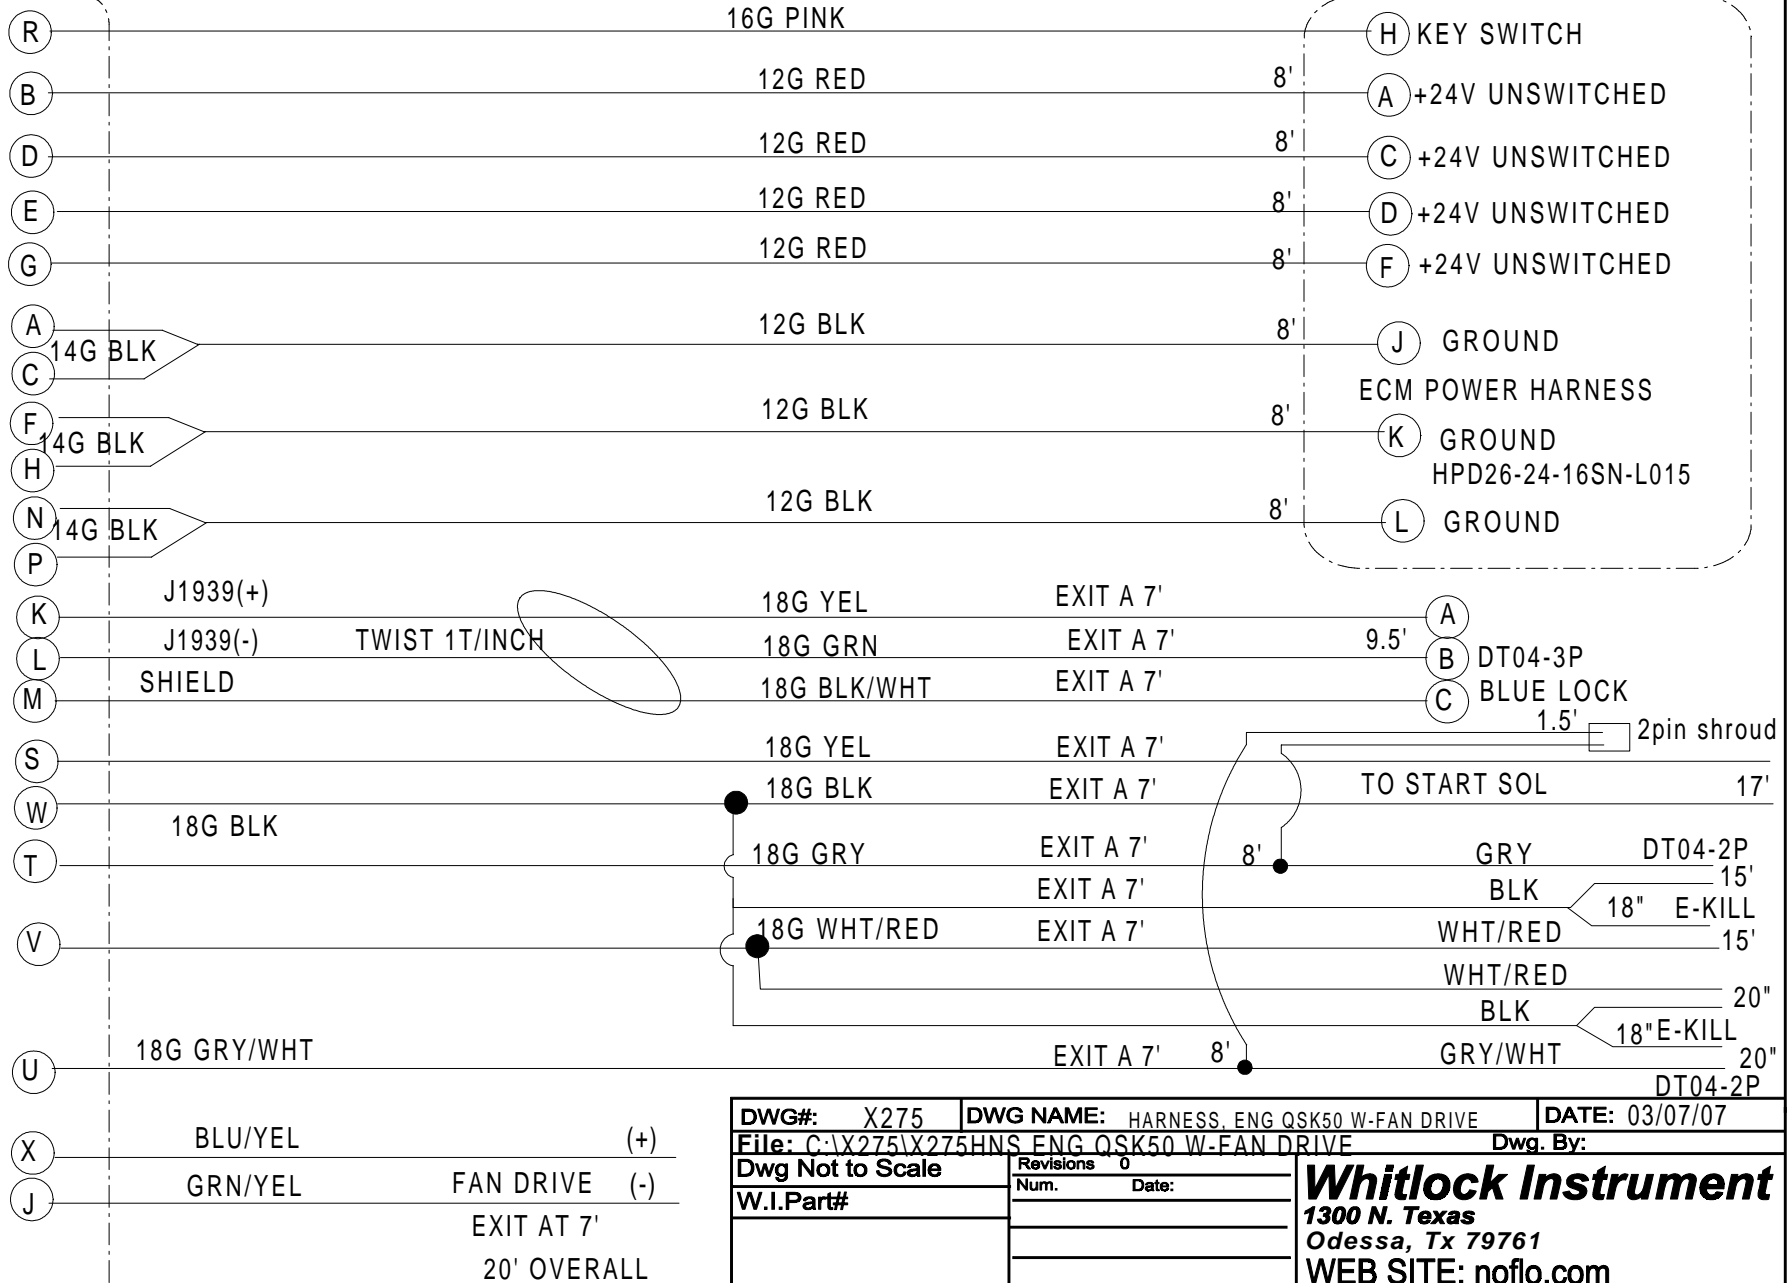 R 16G PINK H KEY SWITCH
B 12G RED 8' A +24V UNSWITCHED
D 12G RED 8' C +24V UNSWITCHED
E 12G RED 8' D +24V UNSWITCHED
G 12G RED 8' F +24V UNSWITCHED
A 12G BLK 8' J GROUND
14G BLK
C
ECM POWER HARNESS
F 12G BLK 8' K GROUND
14G BLK
H HPD26-24-16SN-L015
N 12G BLK 8' L GROUND
14G BLK
P
K J1939(+) 18G YEL EXIT A 7' A
L J1939(-) TWIST 1T/INCH 18G GRN EXIT A 7' 9.5' B DT04-3P
M SHIELD 18G BLK/WHT EXIT A 7' C BLUE LOCK
1.5' 2pin shroud
S 18G YEL EXIT A 7'
W 18G BLK EXIT A 7' TO START SOL 17'
18G BLK
T 18G GRY EXIT A 7' 8' GRY DT04-2P
15'
EXIT A 7' BLK 18" E-KILL
V 18G WHT/RED EXIT A 7' WHT/RED 15'
WHT/RED
20"
BLK
18" E-KILL
U 18G GRY/WHT EXIT A 7' 8' GRY/WHT 20"
DT04-2P
DWG#: X275 DWG NAME: HARNESS, ENG QSK50 W-FAN DRIVE DATE: 03/07/07
File: C:\X275\X275HNS ENG QSK50 W-FAN DRIVE Dwg. By:
X BLU/YEL (+)
J GRN/YEL FAN DRIVE (-)
EXIT AT 7'
20' OVERALL
Dwg Not to Scale
W.I.Part#
Revisions 0
Num. Date:
Whitlock Instrument
1300 N. Texas
Odessa, Tx 79761
WEB SITE: noflo.com